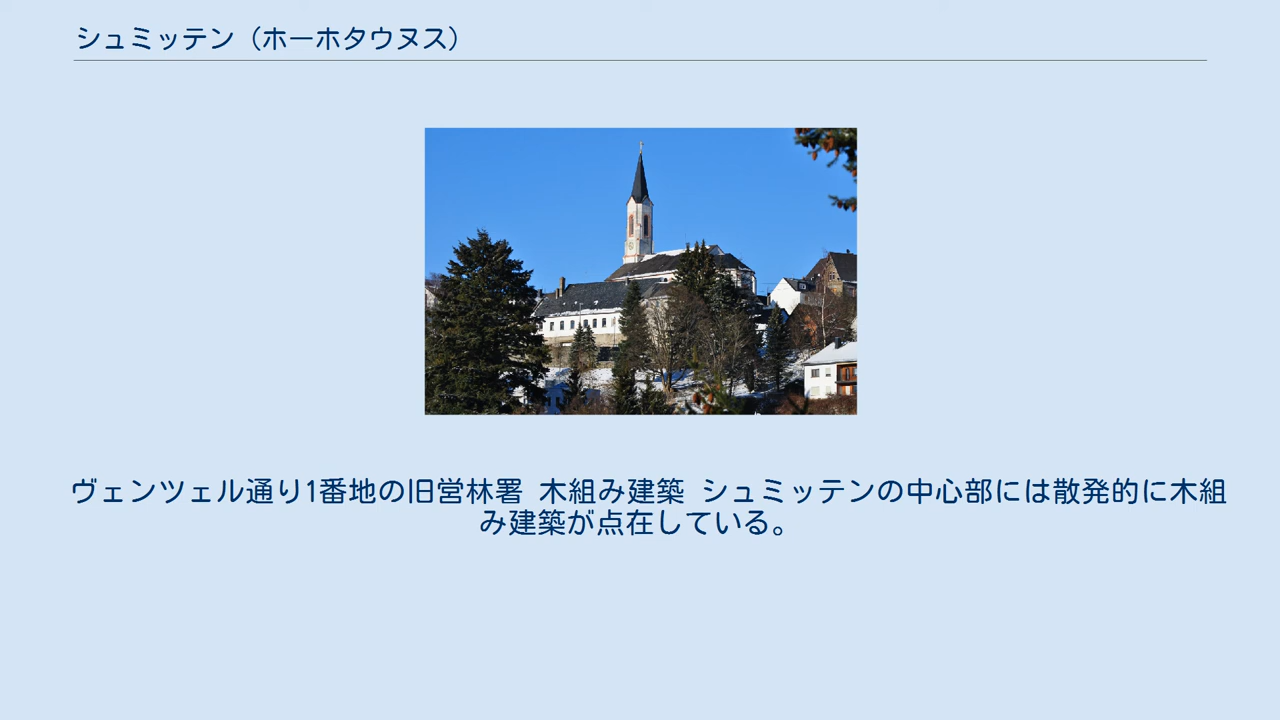 シュミッテン（ホーホタウヌス）
ヴェンツェル通り1番地の旧営林署 木組み建築 シュミッテンの中心部には散発的に木組
み建築が点在している。